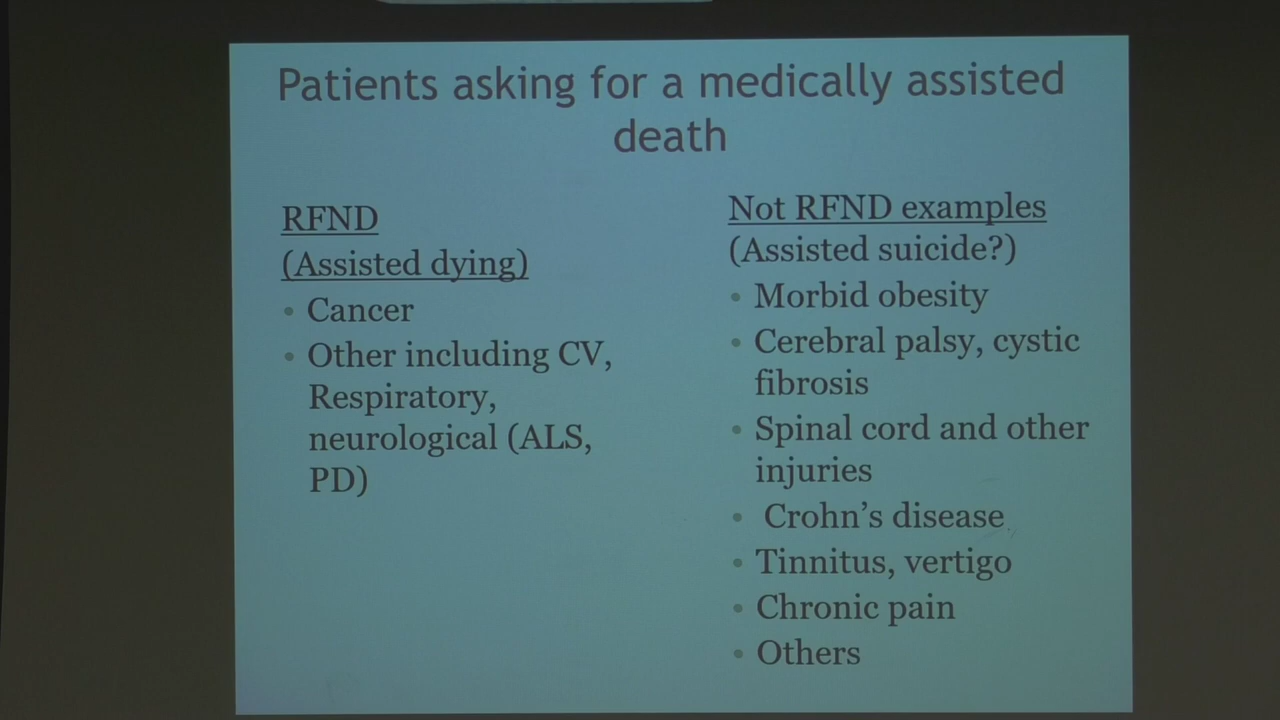 Patients asking for a medically assisted
death
RFND
(Assisted dying)
• Cancer
• Other including CV,
Respiratory,
neurological (ALS,
PD)
Not RFND examples
(Assisted suicide?)
• Morbid obesity
• Cerebral palsy, cystic
fibrosis
• Spinal cord and other
injuries
• Crohn’s disease
• Tinnitus, vertigo
• Chronic pain
• Others